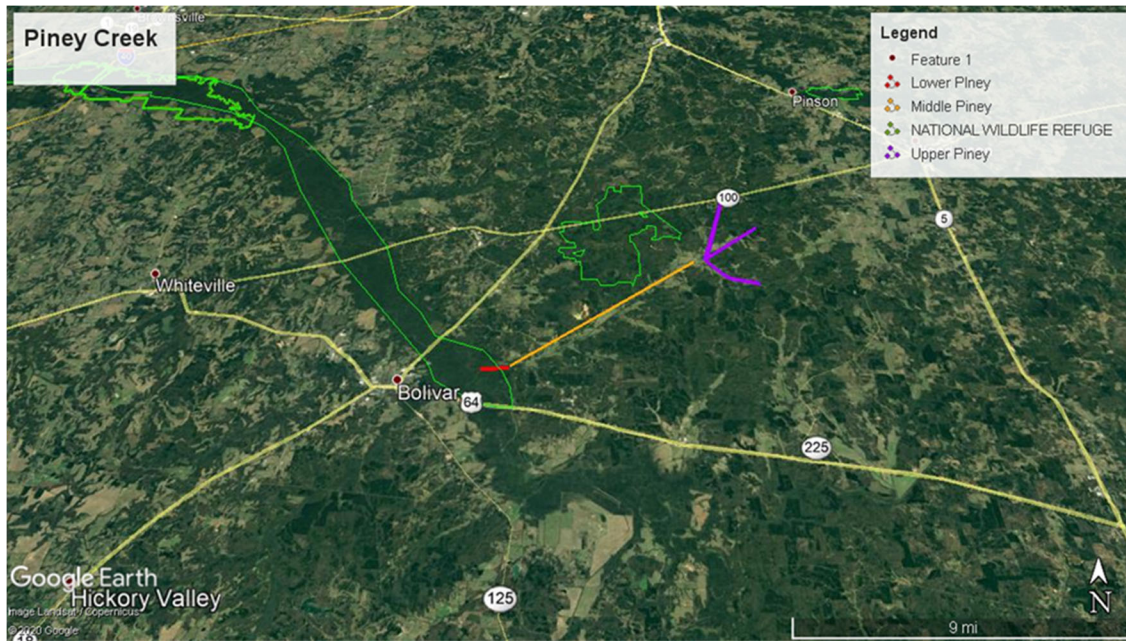 Piney Creek
Legend
Feature 1
Lower PIney
Middle Piney
NATIONAL WILDLIFE REFUGE
Upper Piney
Pinson
100
5
Whiteville
Bolivar
64
225
125
Hickory Valley
Google Earth
Image Landsat / Copernicus
© 2020 Google
18
9 mi
N